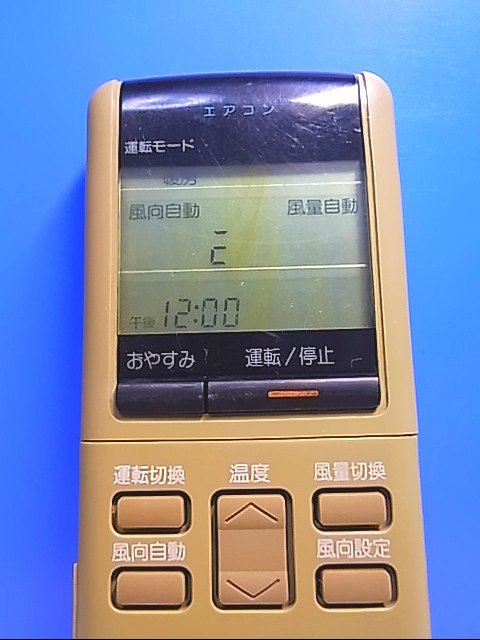 エアコン
運転モード
暖房
風向自動 風量自動
午後 12:00
おやすみ 運転/停止
運転切換 温度 風量切換
風向自動 風向設定